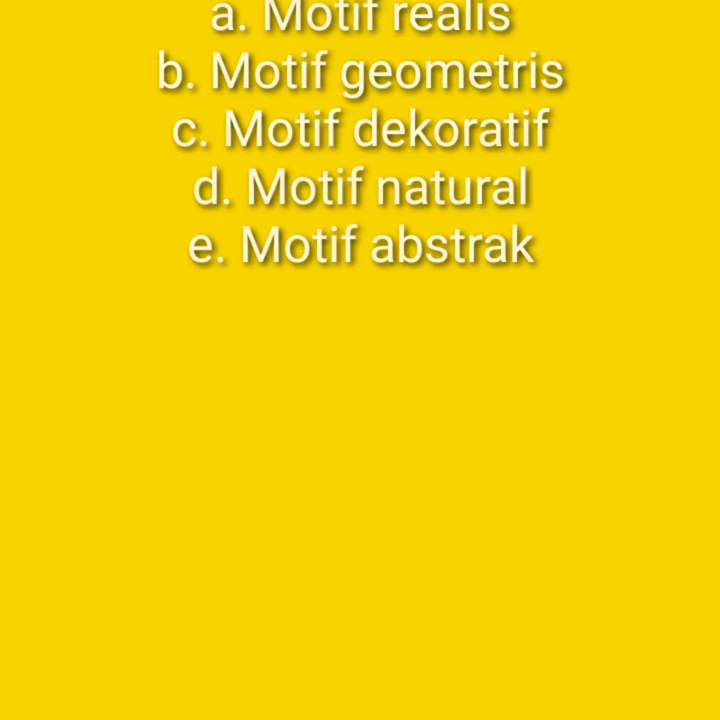 a. Motif realis
b. Motif geometris
c. Motif dekoratif
d. Motif natural
e. Motif abstrak